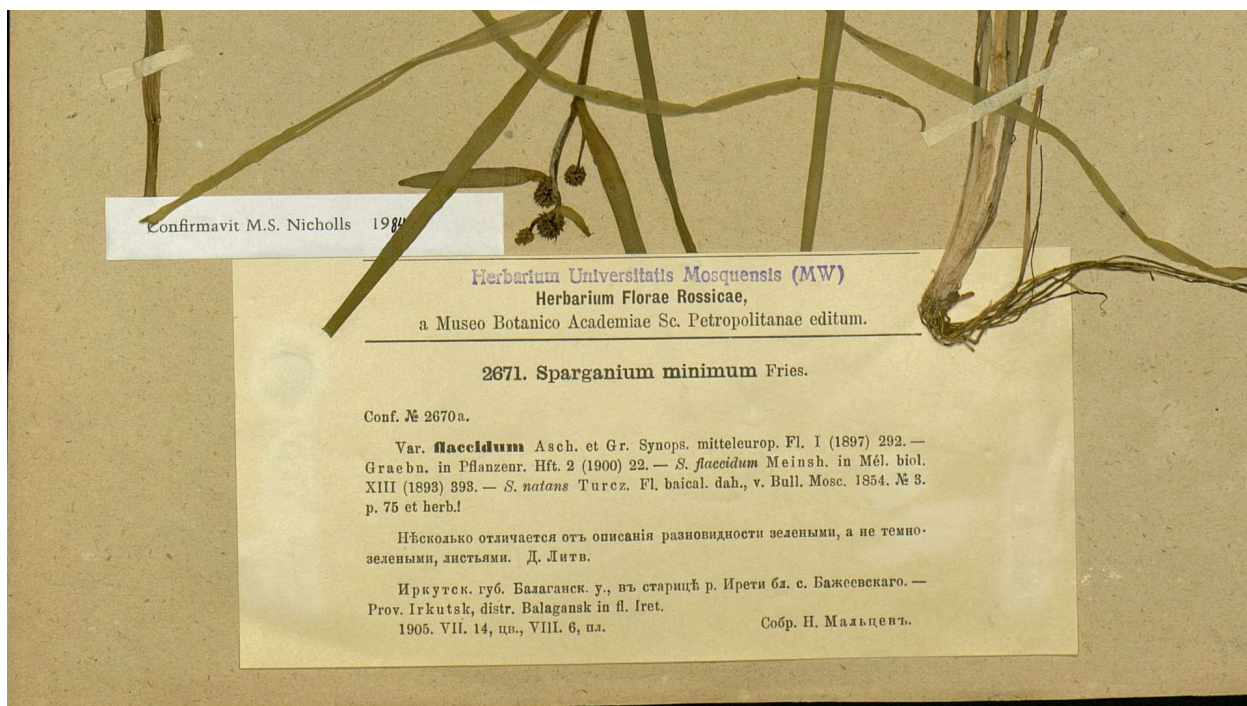 Confirmavit M.S. Nicholls 1984
Herbarium Universitatis Mosquensis (MW)
Herbarium Florae Rossicae,
a Museo Botanico Academiae Sc. Petropolitanae editum.
2671. Sparganium minimum Fries.
Conf. № 2670a.
Var. flaccidum Asch. et Gr. Synops. mitteleurop. Fl. I (1897) 292. —
Graebn. in Pflanzenr. Hft. 2 (1900) 22. — S. flaccidum Meinsh. in Mél. biol.
XIII (1893) 393. — S. natans Turcz. Fl. baical. dah., v. Bull. Mosc. 1854. № 3.
p. 75 et herb.!
Нѣсколько отличается отъ описанія разновидности зелеными, а не темно-
зелеными, листьями. Д. Литв.
Иркутск. губ. Балаганск. у., въ старицѣ р. Ирети бл. с. Бажеевскаго. —
Prov. Irkutsk, distr. Balagansk in fl. Iret.
1905. VII. 14, цв., VIII. 6, пл. Собр. Н. Мальцевъ.